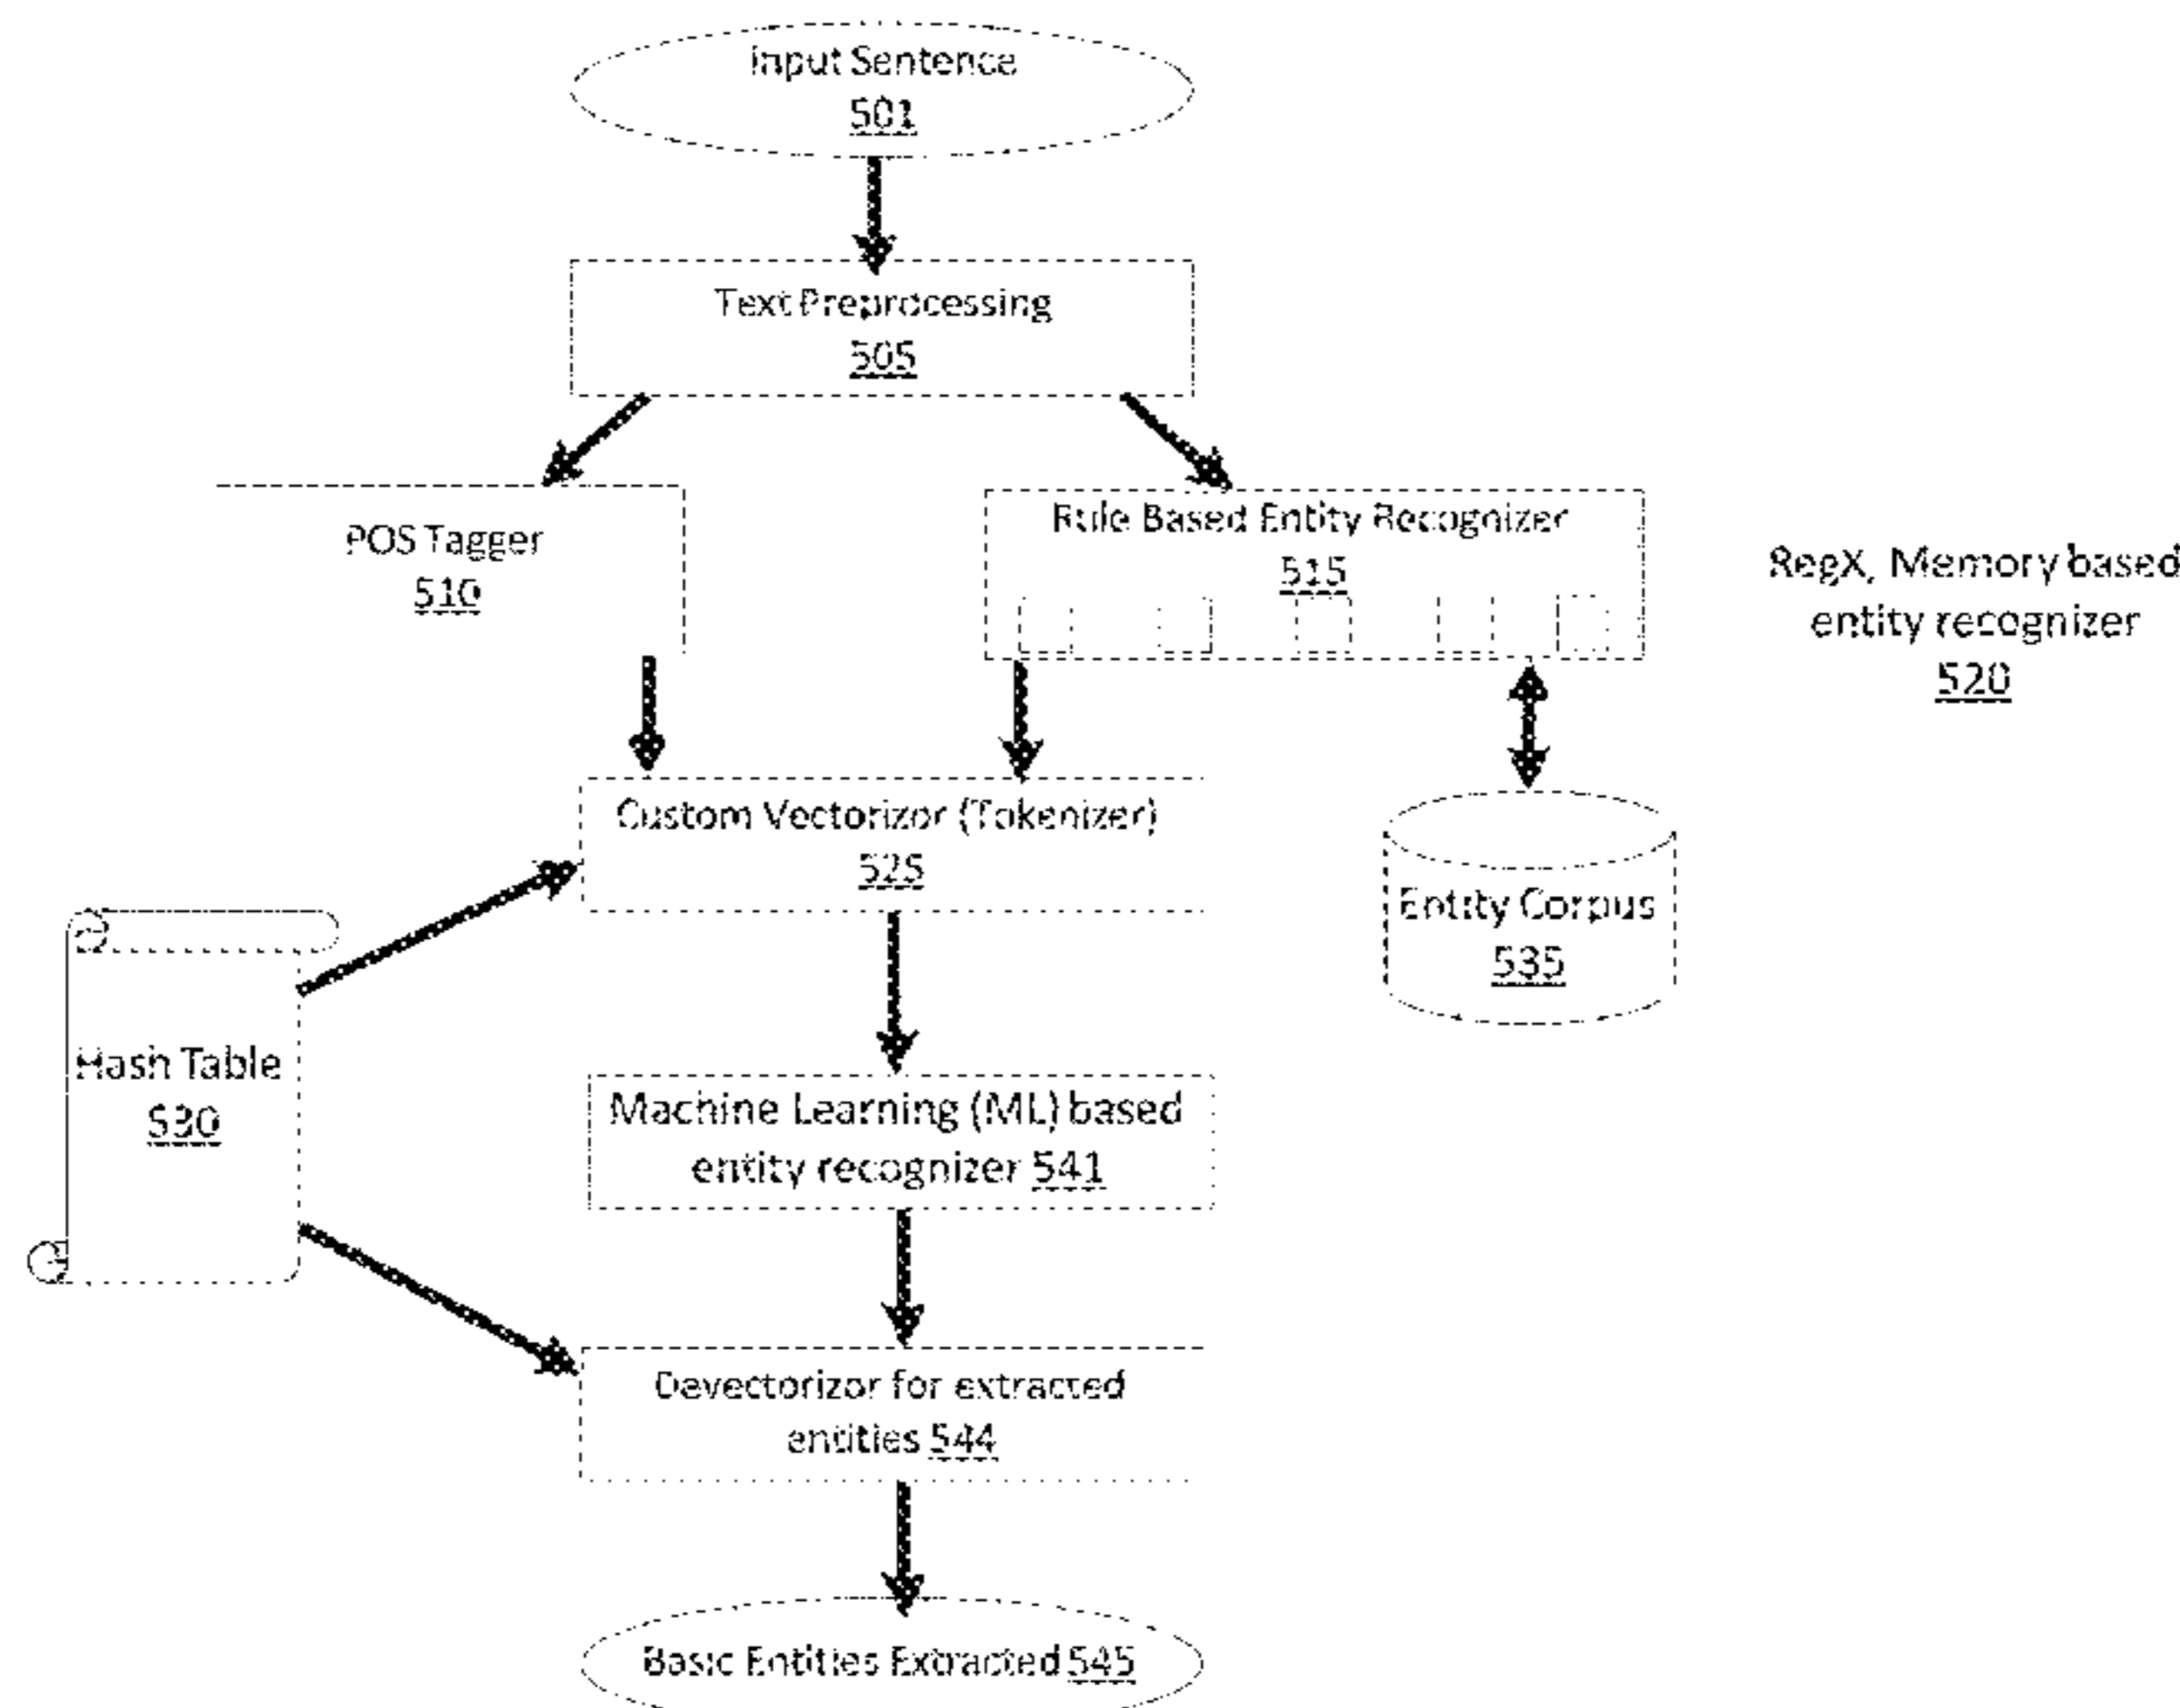 Input Sentence
501
Text Preprocessing
505
POS Tagger
510
Rule Based Entity Recognizer
515
RegX, Memory based
entity recognizer
520
Custom Vectorizor (Tokenizer)
525
Entity Corpus
535
Hash Table
530
Machine Learning (ML) based
entity recognizer 541
Devectorizor for extracted
entities 544
Basic Entities Extracted 545